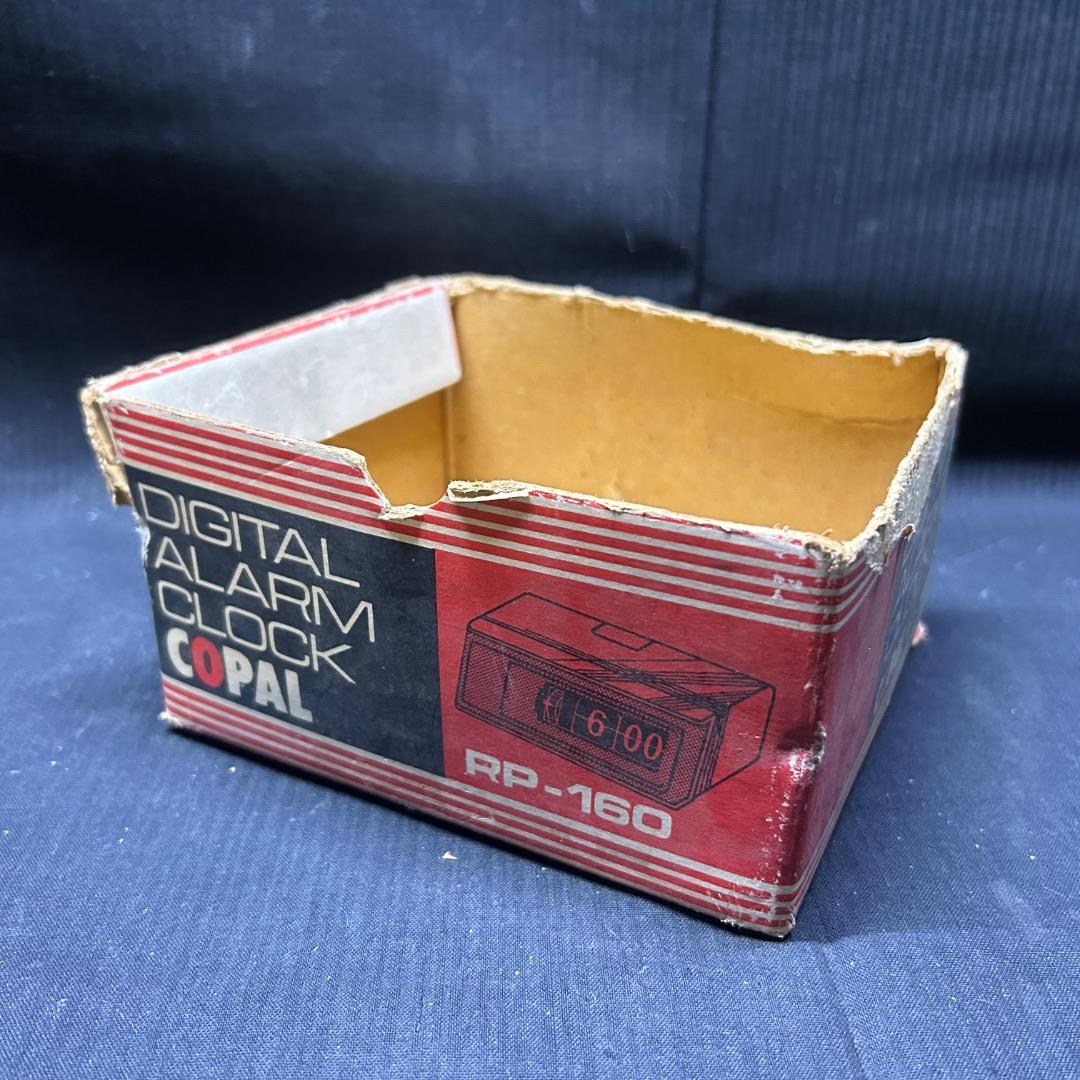 DIGITAL
ALARM
CLOCK
COPAL
6 00
RP-160